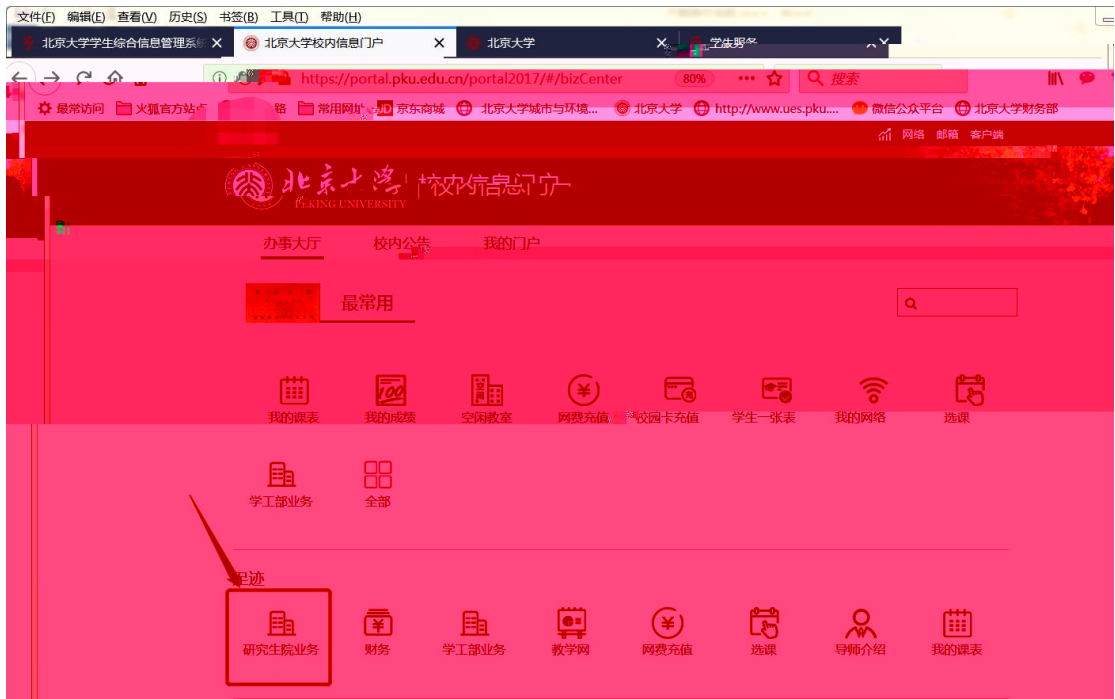 文件(F) 编辑(E) 查看(V) 历史(S) 书签(B) 工具(T) 帮助(H)
北京大学学生综合信息管理系统 北京大学校内信息门户 北京大学
https://portal.pku.edu.cn/portal2017/#/bizCenter 80% 搜索
最常访问 火狐官方站点 路 常用网址 JD 京东商城 北京大学城市与环境... 北京大学 http://www.ues.pku.... 微信公众平台 北京大学财务部
网络 邮箱 客户端
北京大学 校内信息门户
PEKING UNIVERSITY
办事大厅 校内公告 我的门户
最常用
我的课表 我的成绩 空闲教室 网费充值 校园卡充值 学生一张表 我的网络 选课
学工部业务 全部
足迹
研究生院业务 财务 学工部业务 教学网 网费充值 选课 导师介绍 我的课表